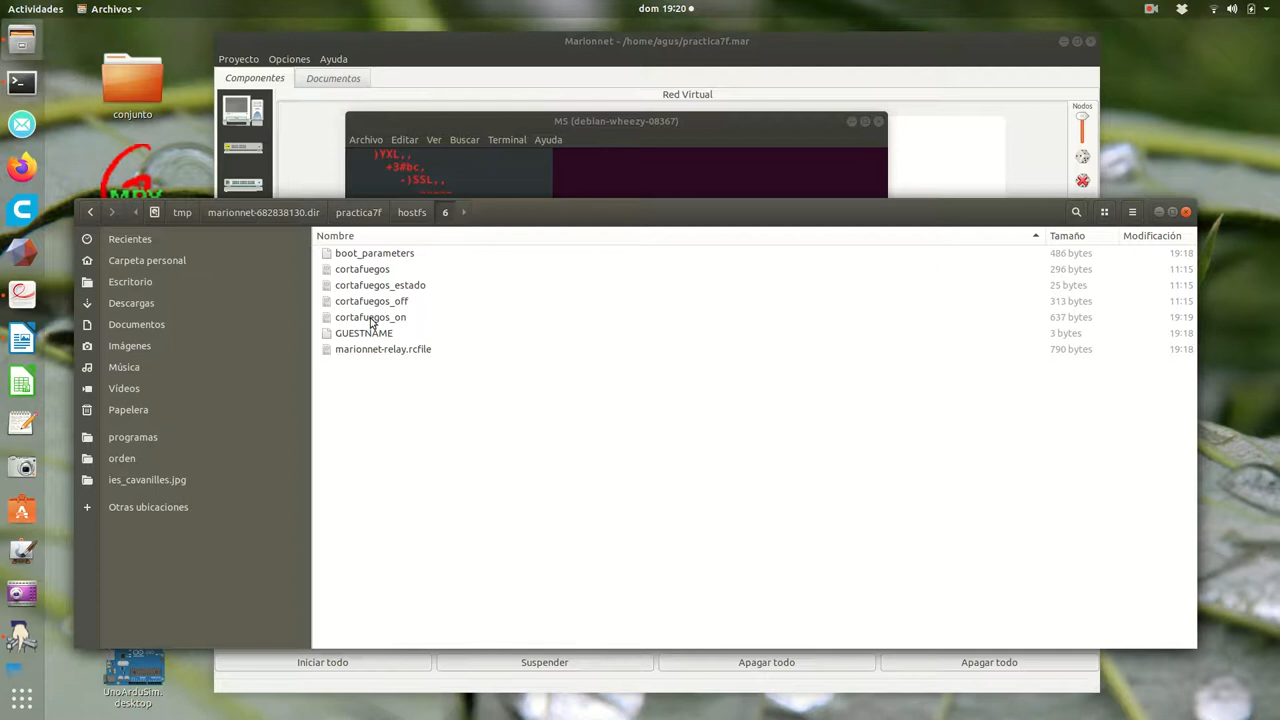 Actividades Archivos dom 19:20
Marionnet ~ /home/agus/practica7f.mar
Proyecto Opciones Ayuda
Componentes Documentos
Red Virtual
Nodos
conjunto
M5 (debian-wheezy-08367)
Archivo Editar Ver Buscar Terminal Ayuda
)YXL,,
+3#bc,
-)SSL,,
tmp marionnet-682838130.dir practica7f hostfs 6
Nombre Tamaño Modificación
Recientes
Carpeta personal
Escritorio
Descargas
Documentos
Imágenes
Música
Vídeos
Papelera
programas
orden
ies_cavanilles.jpg
Otras ubicaciones
boot_parameters 486 bytes 19:18
cortafuegos 296 bytes 11:15
cortafuegos_estado 25 bytes 11:15
cortafuegos_off 313 bytes 11:15
cortafuegos_on 637 bytes 19:19
GUESTNAME 3 bytes 19:18
marionnet-relay.rcfile 790 bytes 19:18
Iniciar todo Suspender Apagar todo Apagar todo
UnoArduSim.
desktop